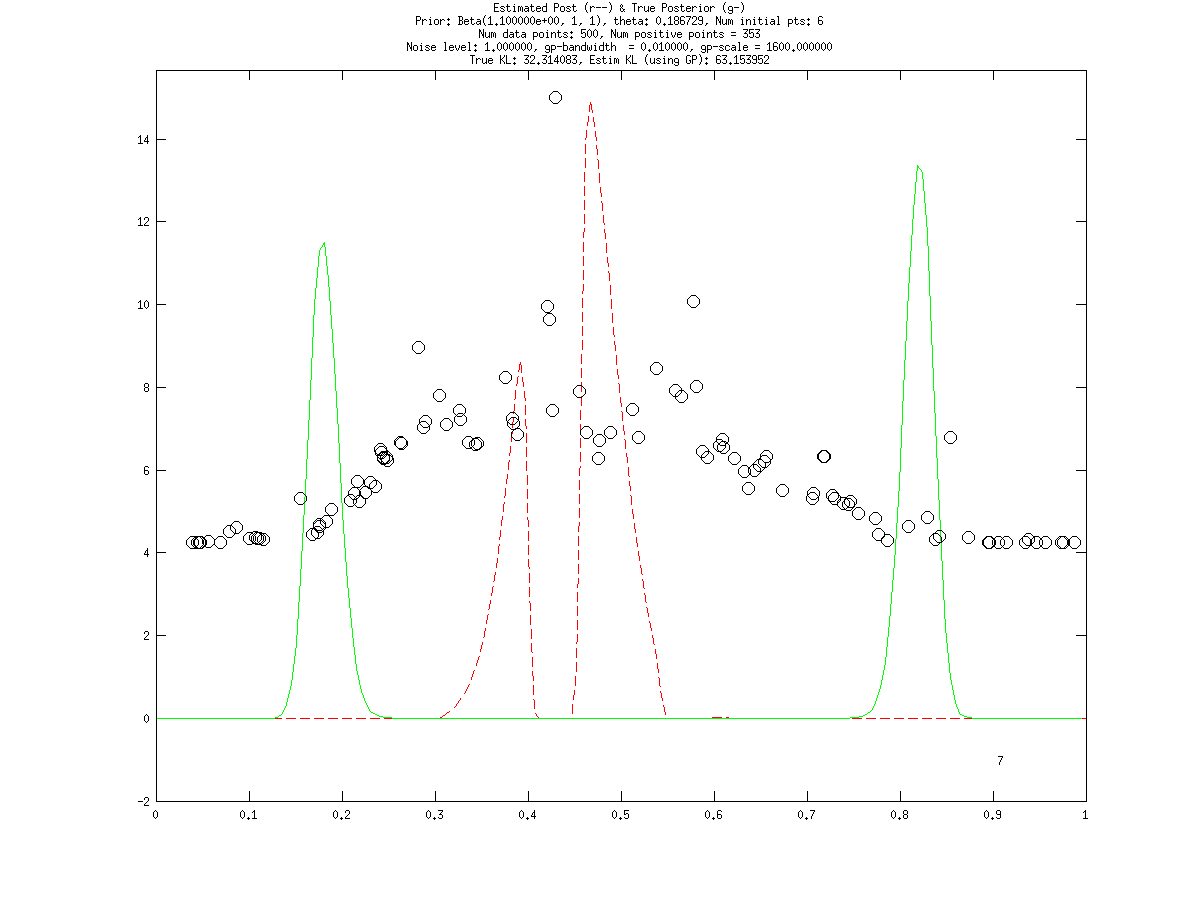 Estimated Post (r--) & True Posterior (g-)
Prior: Beta(1.100000e+00, 1, 1), theta: 0.186729, Num initial pts: 6
Num data points: 500, Num positive points = 353
Noise level: 1.000000, gp-bandwidth  = 0.010000, gp-scale = 1600.000000
True KL: 32.314083, Estim KL (using GP): 63.153952
14
12
10
8
6
4
2
0
7
-2
0 0.1 0.2 0.3 0.4 0.5 0.6 0.7 0.8 0.9 1